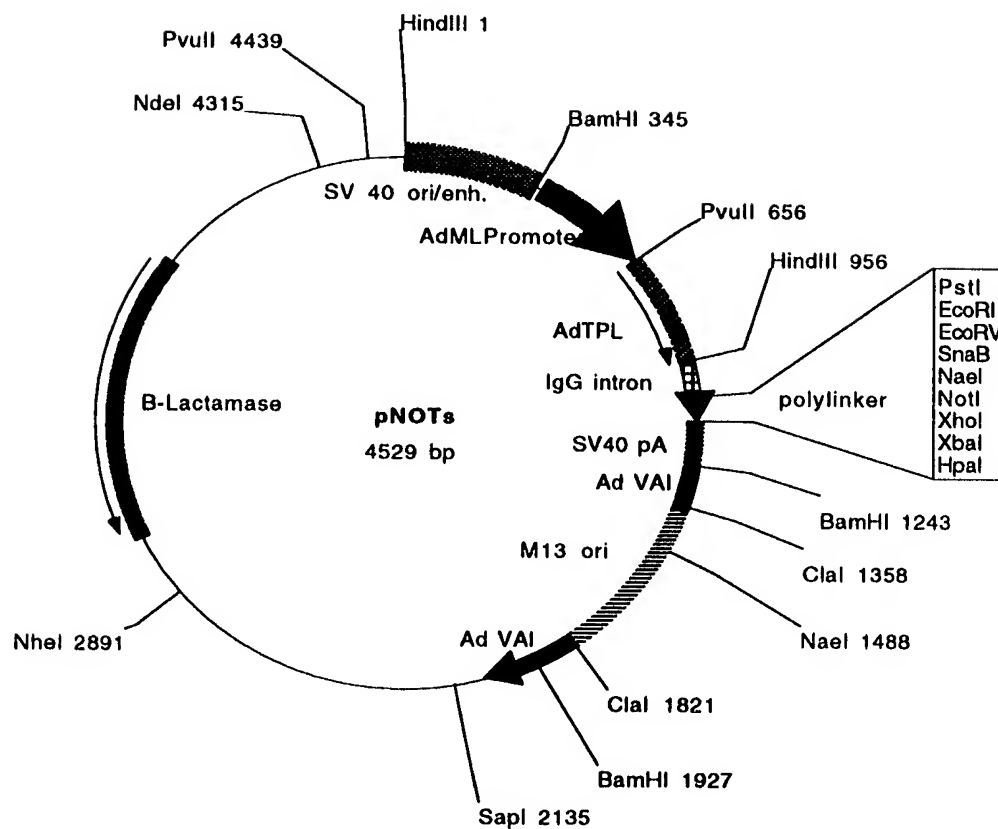 HindIII 1
PvuII 4439
NdeI 4315
BamHI 345
SV 40 ori/enh.
AdMLPromote
PvuII 656
HindIII 956
PstI
EcoRI
EcoRV
SnaB
NaeI
NotI
XhoI
XbaI
HpaI
AdTPL
IgG intron
polylinker
B-Lactamase
pNOTs
4529 bp
SV40 pA
Ad VAI
BamHI 1243
M13 ori
ClaI 1358
NheI 2891
Ad VAI
NaeI 1488
ClaI 1821
BamHI 1927
SapI 2135